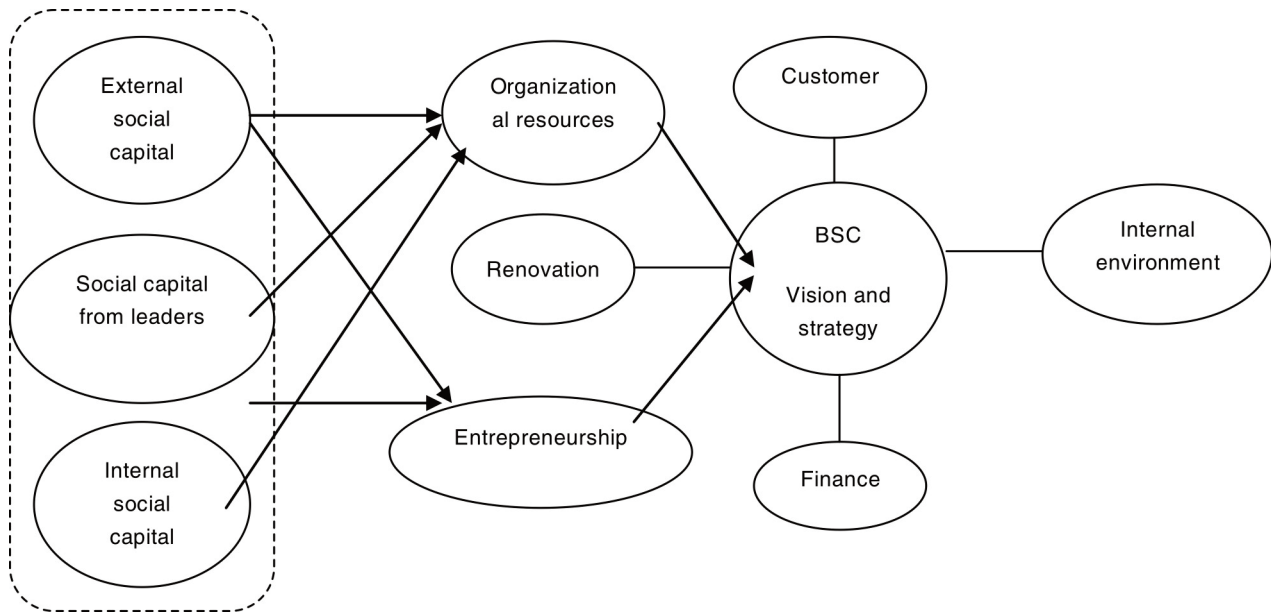 External
social
capital
Social capital
from leaders
Internal
social
capital
Organization
al resources
Renovation
Entrepreneurship
Customer
BSC
Vision and
strategy
Finance
Internal
environment